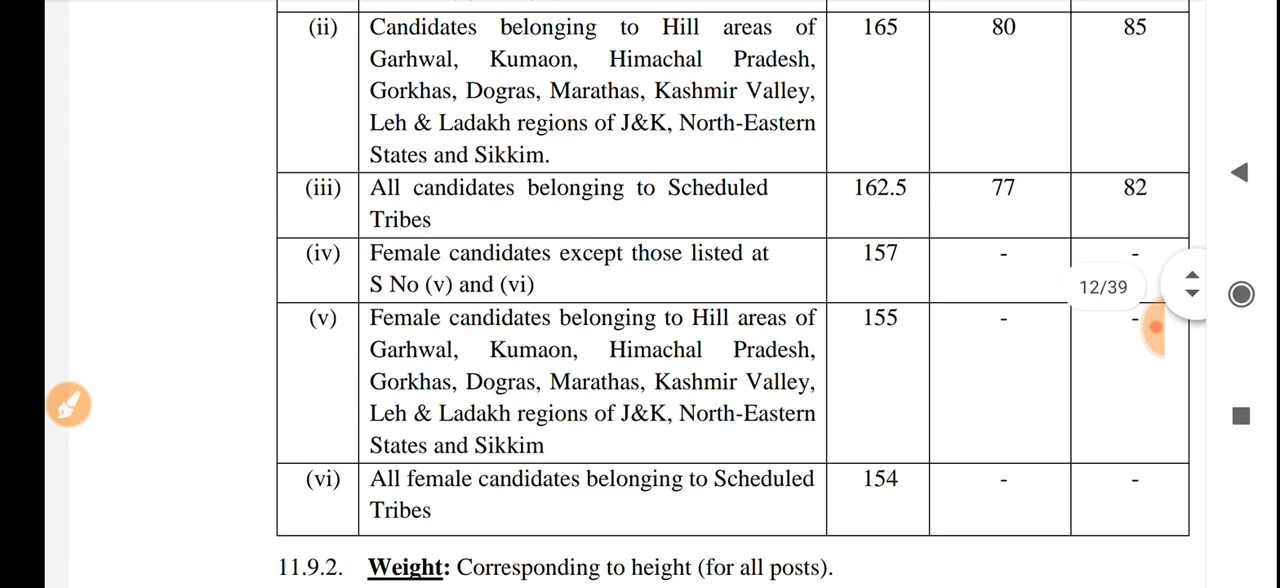 (ii) Candidates belonging to Hill areas of 165 80 85
Garhwal, Kumaon, Himachal Pradesh,
Gorkhas, Dogras, Marathas, Kashmir Valley,
Leh & Ladakh regions of J&K, North-Eastern
States and Sikkim.
(iii) All candidates belonging to Scheduled 162.5 77 82
Tribes
(iv) Female candidates except those listed at 157 - -
S No (v) and (vi)
12/39
(v) Female candidates belonging to Hill areas of 155 - -
Garhwal, Kumaon, Himachal Pradesh,
Gorkhas, Dogras, Marathas, Kashmir Valley,
Leh & Ladakh regions of J&K, North-Eastern
States and Sikkim
(vi) All female candidates belonging to Scheduled 154 - -
Tribes
11.9.2. Weight: Corresponding to height (for all posts).